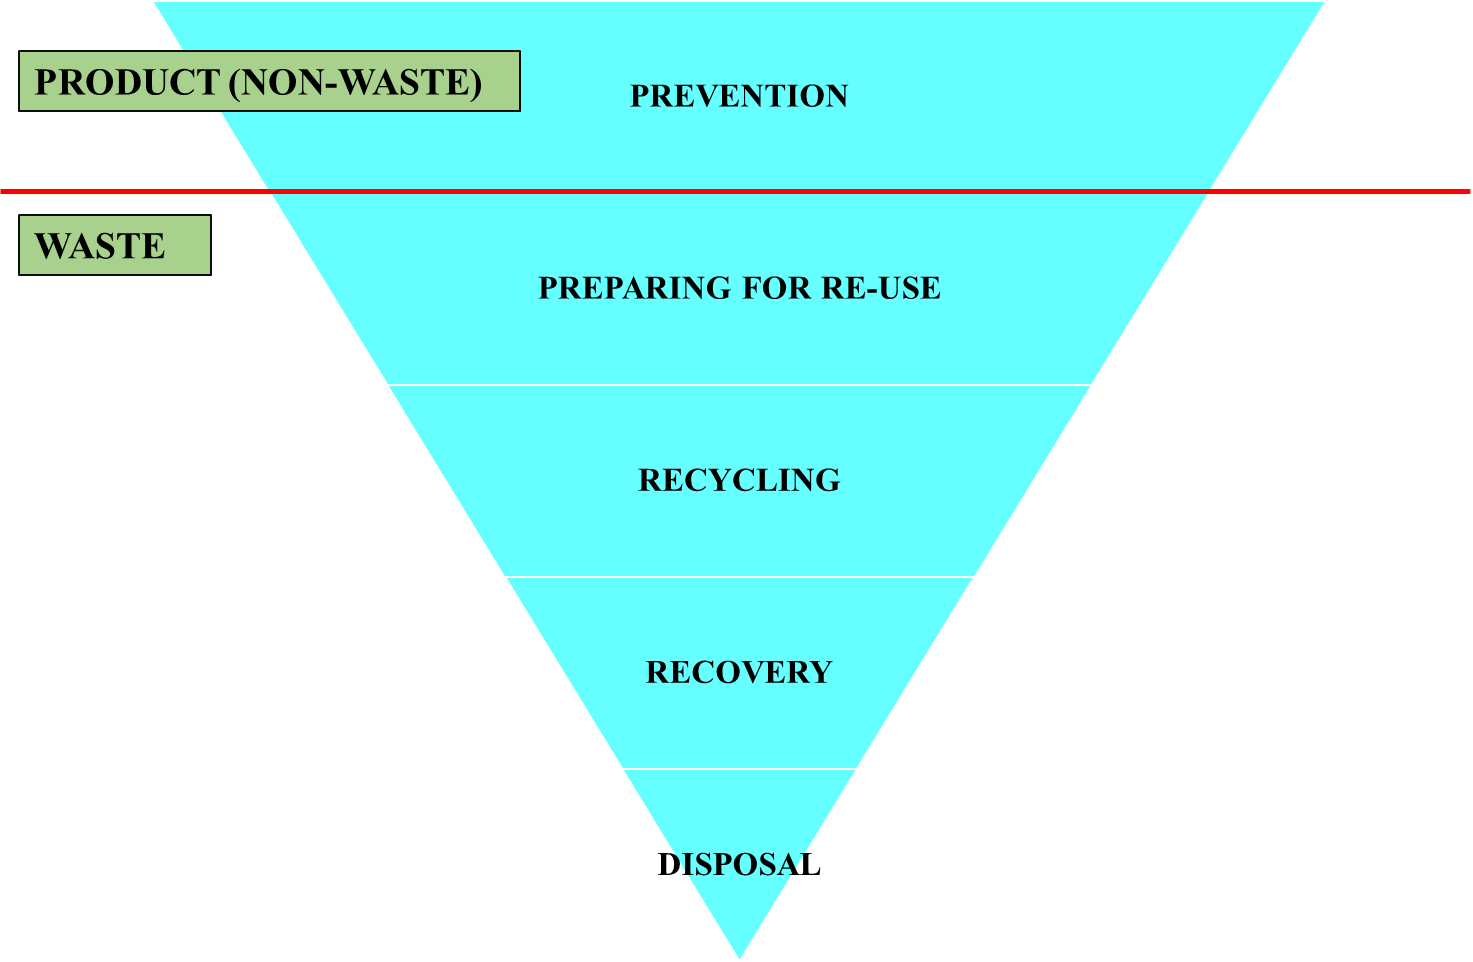 PRODUCT (NON-WASTE)
PREVENTION
WASTE
PREPARING FOR RE-USE
RECYCLING
RECOVERY
DISPOSAL